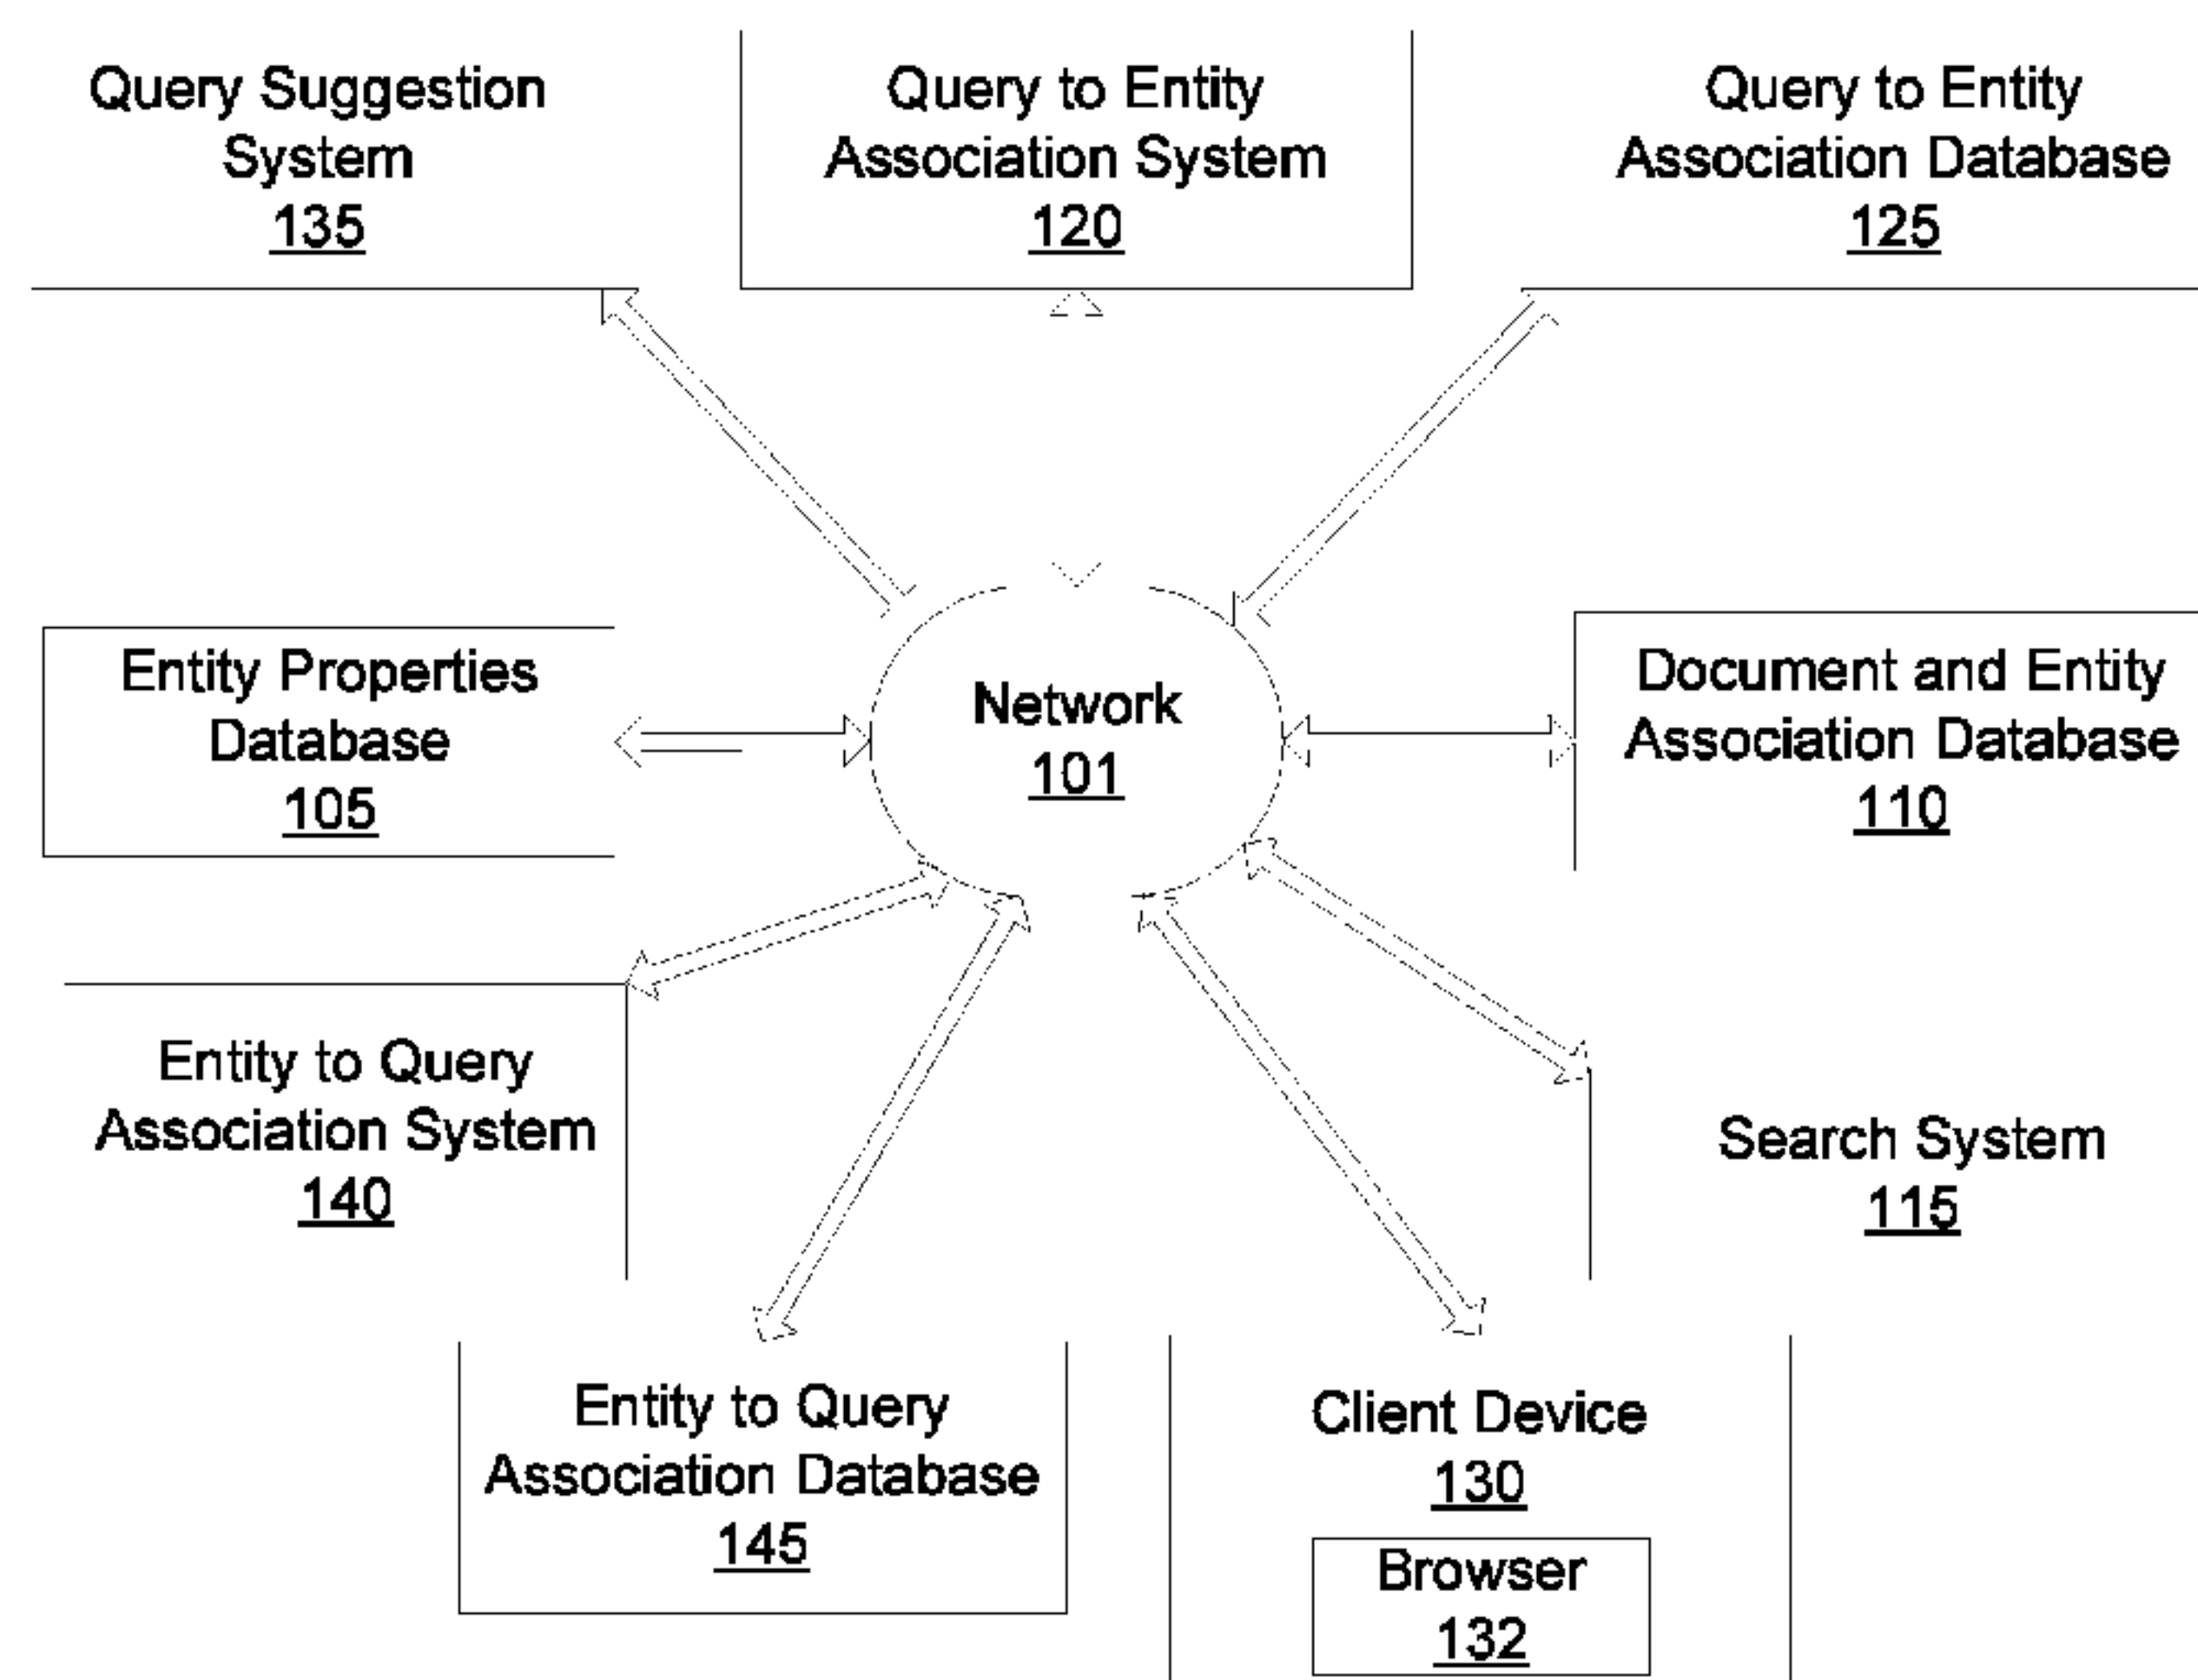 Query Suggestion
System
135
Query to Entity
Association System
120
Query to Entity
Association Database
125
Entity Properties
Database
105
Network
101
Document and Entity
Association Database
110
Entity to Query
Association System
140
Search System
115
Entity to Query
Association Database
145
Client Device
130
Browser
132